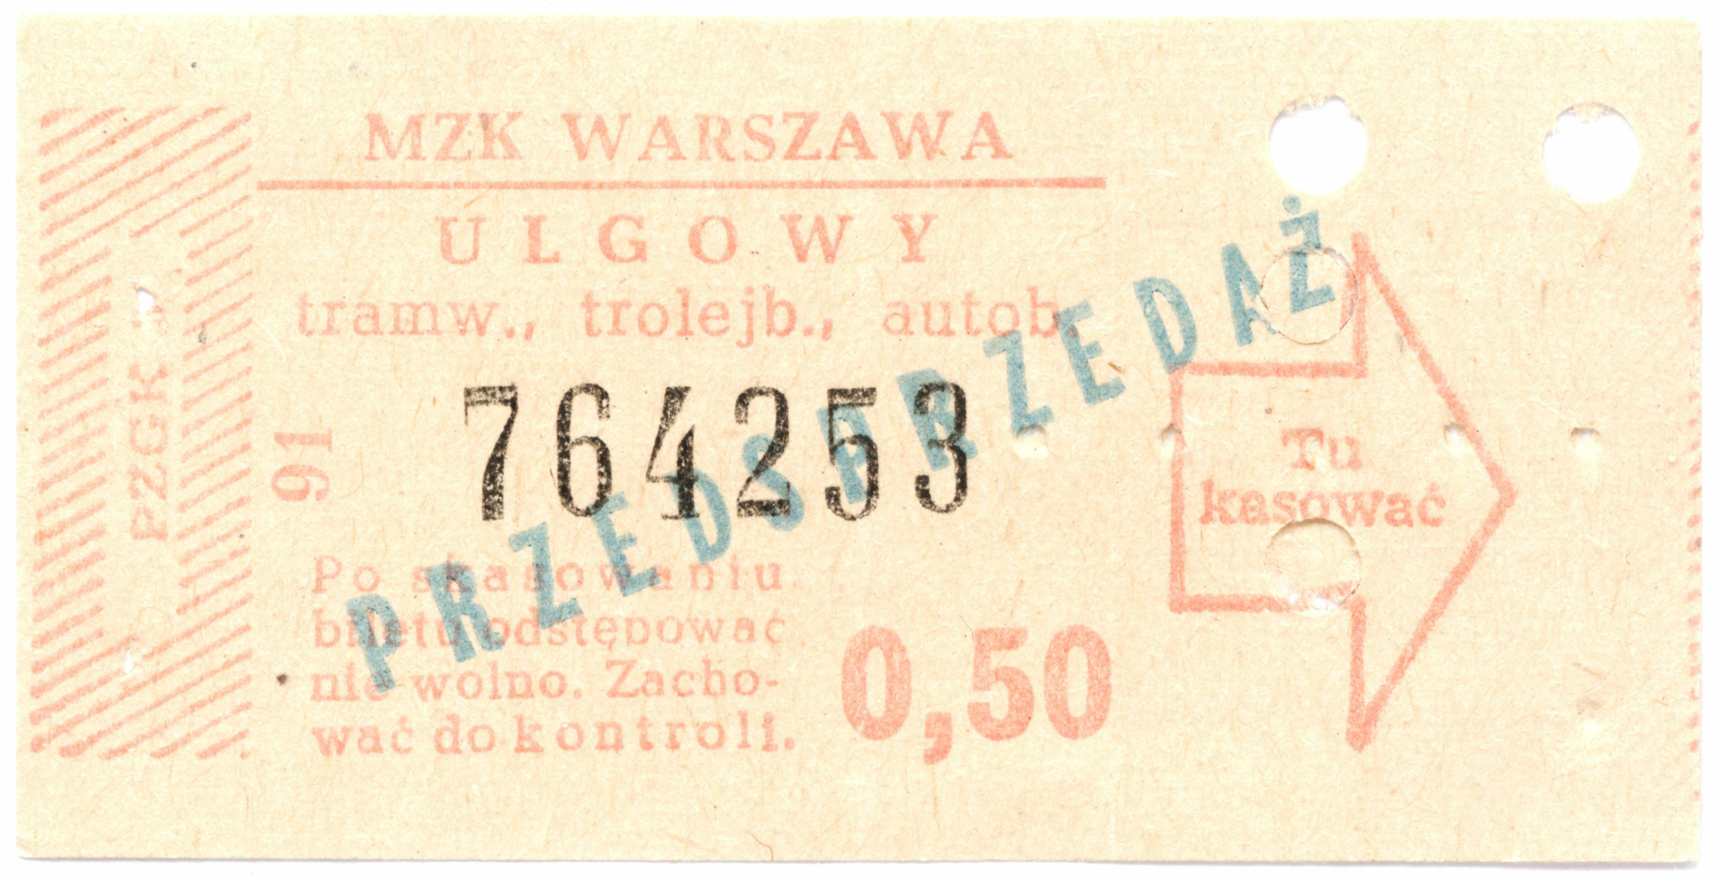 MZK WARSZAWA
ULGOWY
tramw., trolejb., autob.
764253
PRZEDSPRZEDAŻ
91
PZGK
Po skasowaniu
biletu odstępować
nie wolno. Zacho-
wać do kontroli.
0,50
Tu
kasować